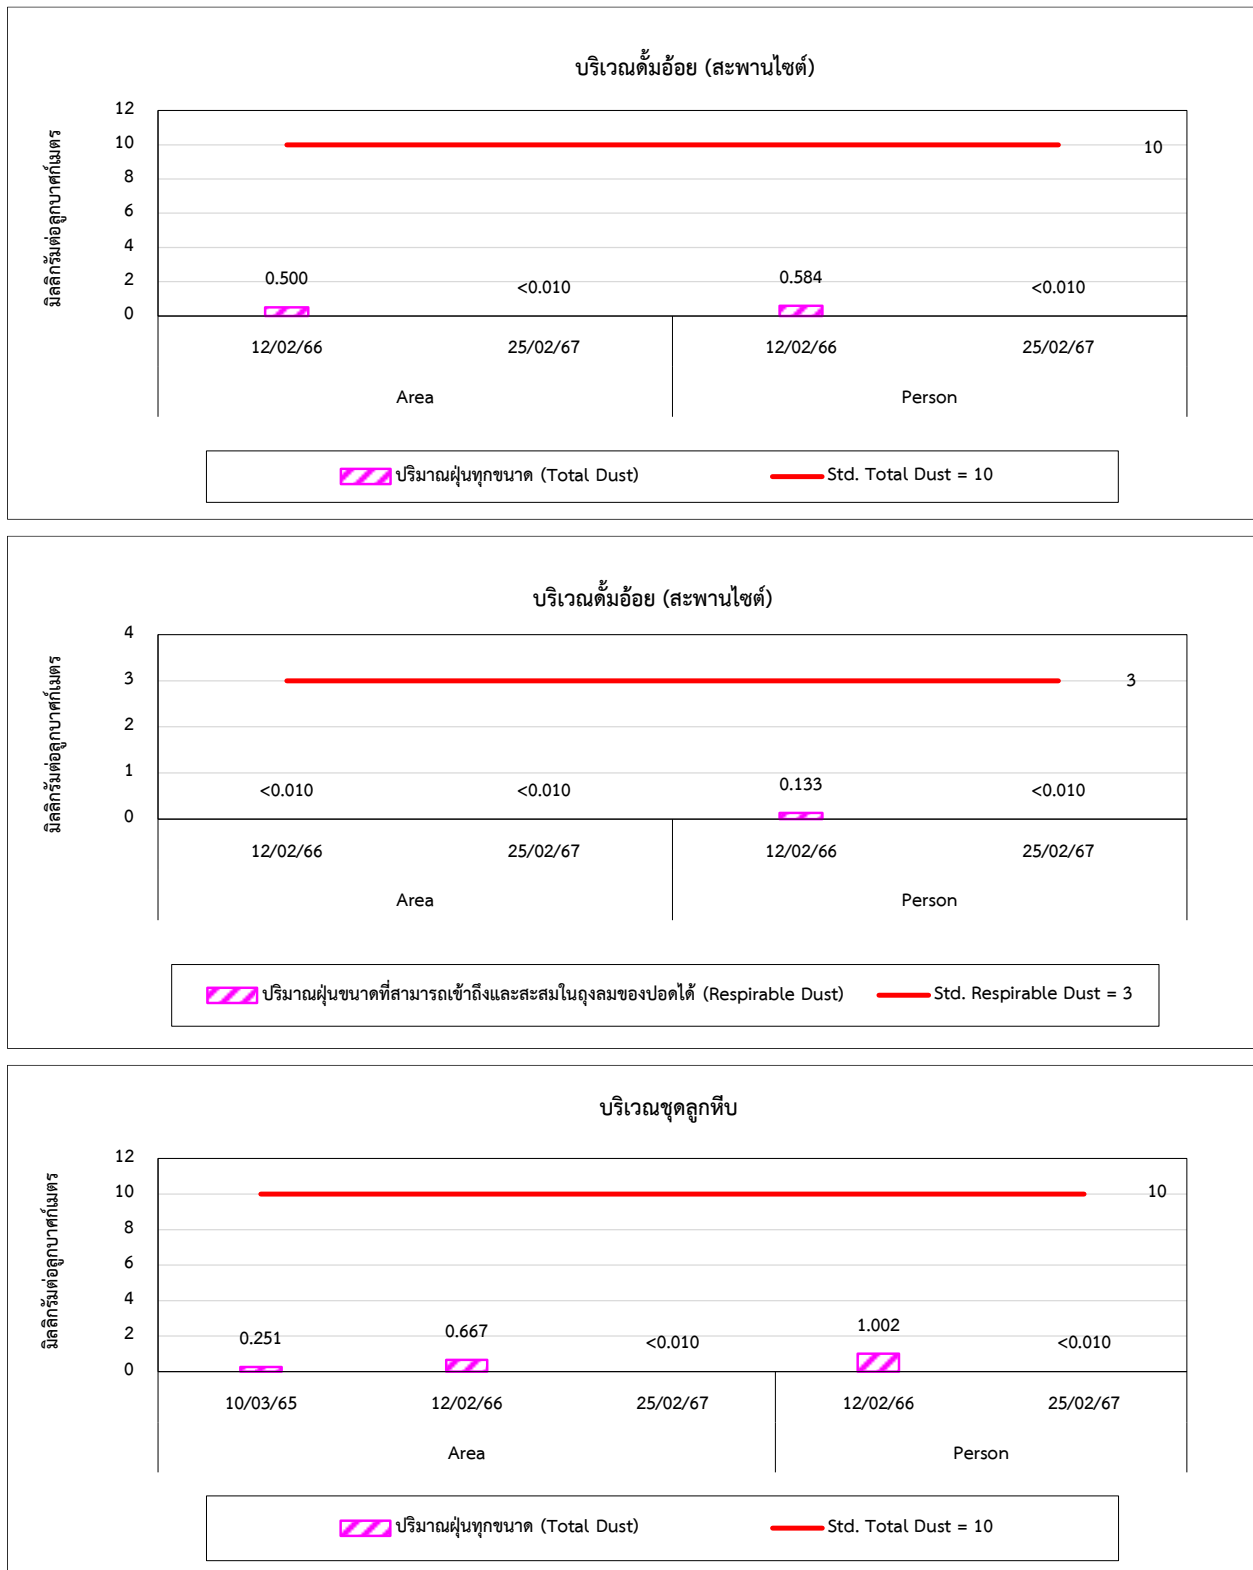 บริเวณดั้มอ้อย (สะพานไซต์)
มิลลิกรัมต่อลูกบาศก์เมตร
12
10
8
6
4
2
0
10
0.500
<0.010
0.584
<0.010
12/02/66
25/02/67
12/02/66
25/02/67
Area
Person
ปริมาณฝุ่นทุกขนาด (Total Dust)
Std. Total Dust = 10
บริเวณดั้มอ้อย (สะพานไซต์)
มิลลิกรัมต่อลูกบาศก์เมตร
4
3
2
1
0
3
<0.010
<0.010
0.133
<0.010
12/02/66
25/02/67
12/02/66
25/02/67
Area
Person
ปริมาณฝุ่นขนาดที่สามารถเข้าถึงและสะสมในถุงลมของปอดได้ (Respirable Dust)
Std. Respirable Dust = 3
บริเวณชุดลูกหีบ
มิลลิกรัมต่อลูกบาศก์เมตร
12
10
8
6
4
2
0
10
0.251
0.667
<0.010
1.002
<0.010
10/03/65
12/02/66
25/02/67
12/02/66
25/02/67
Area
Person
ปริมาณฝุ่นทุกขนาด (Total Dust)
Std. Total Dust = 10